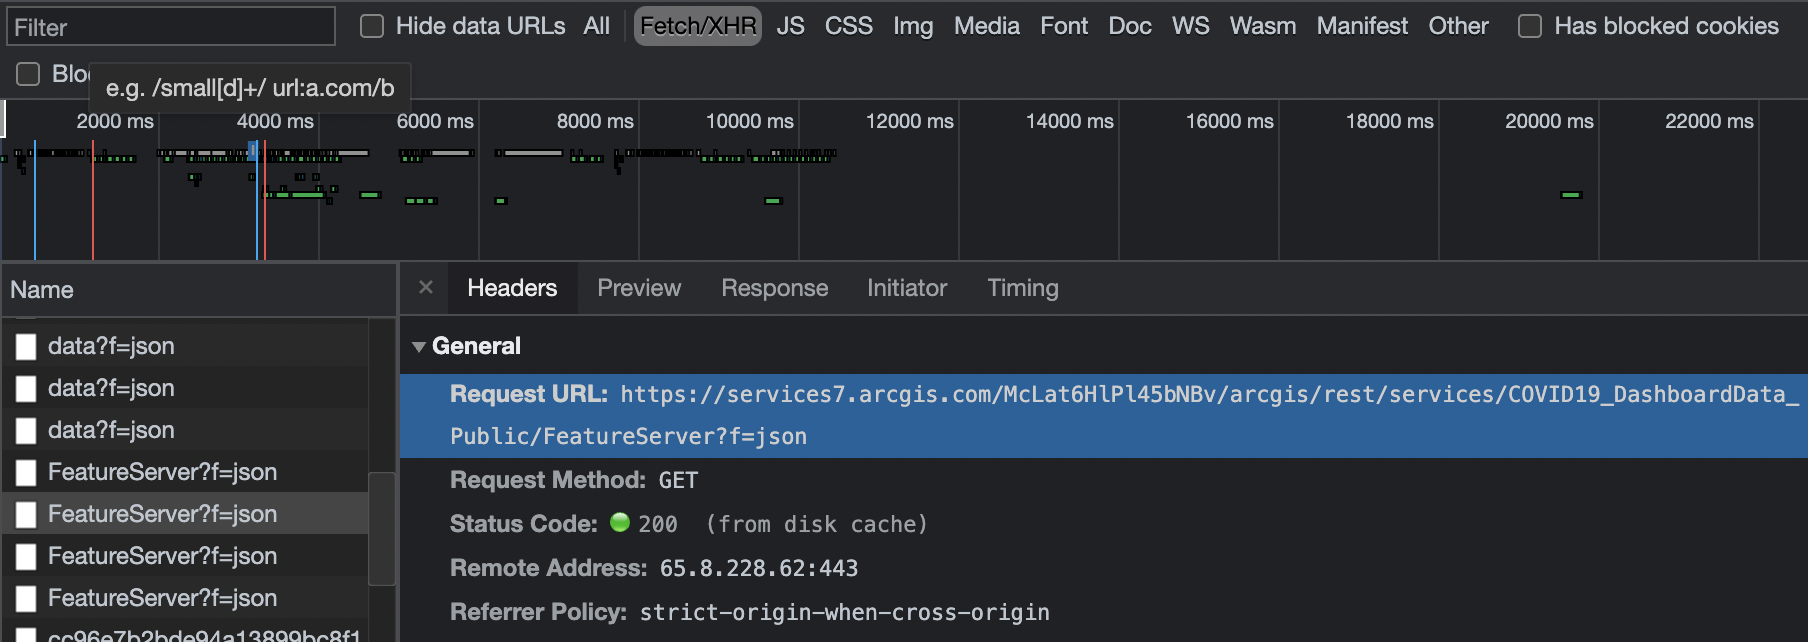 Filter
Hide data URLs All Fetch/XHR JS CSS Img Media Font Doc WS Wasm Manifest Other Has blocked cookies
e.g. /small[d]+/ url:a.com/b
2000 ms 4000 ms 6000 ms 8000 ms 10000 ms 12000 ms 14000 ms 16000 ms 18000 ms 20000 ms 22000 ms
Name
× Headers Preview Response Initiator Timing
data?f=json
data?f=json
data?f=json
FeatureServer?f=json
FeatureServer?f=json
FeatureServer?f=json
FeatureServer?f=json
General
Request URL: https://services7.arcgis.com/McLat6HlPl45bNBv/arcgis/rest/services/COVID19_DashboardData_
Public/FeatureServer?f=json
Request Method: GET
Status Code: 200 (from disk cache)
Remote Address: 65.8.228.62:443
Referrer Policy: strict-origin-when-cross-origin